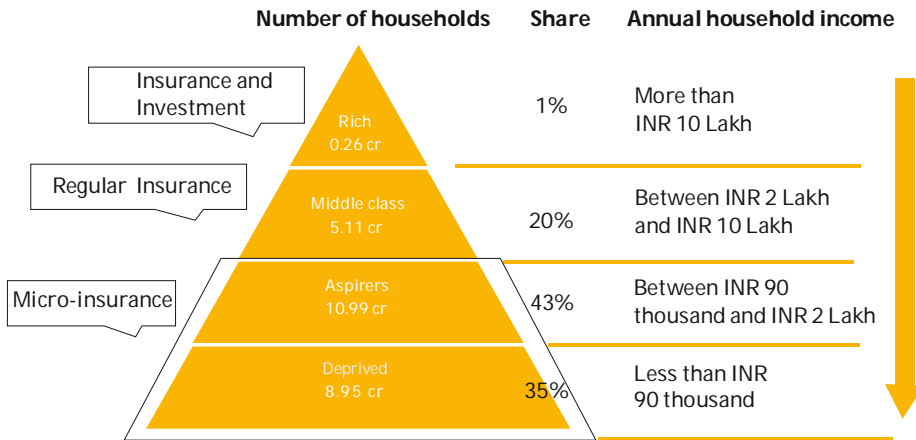 Number of households Share Annual household income
Insurance and
Investment
Rich
0.26 cr
1%
More than
INR 10 Lakh
Regular Insurance
Middle class
5.11 cr
20%
Between INR 2 Lakh
and INR 10 Lakh
Micro-insurance
Aspirers
10.99 cr
43%
Between INR 90
thousand and INR 2 Lakh
Deprived
8.95 cr
35%
Less than INR
90 thousand